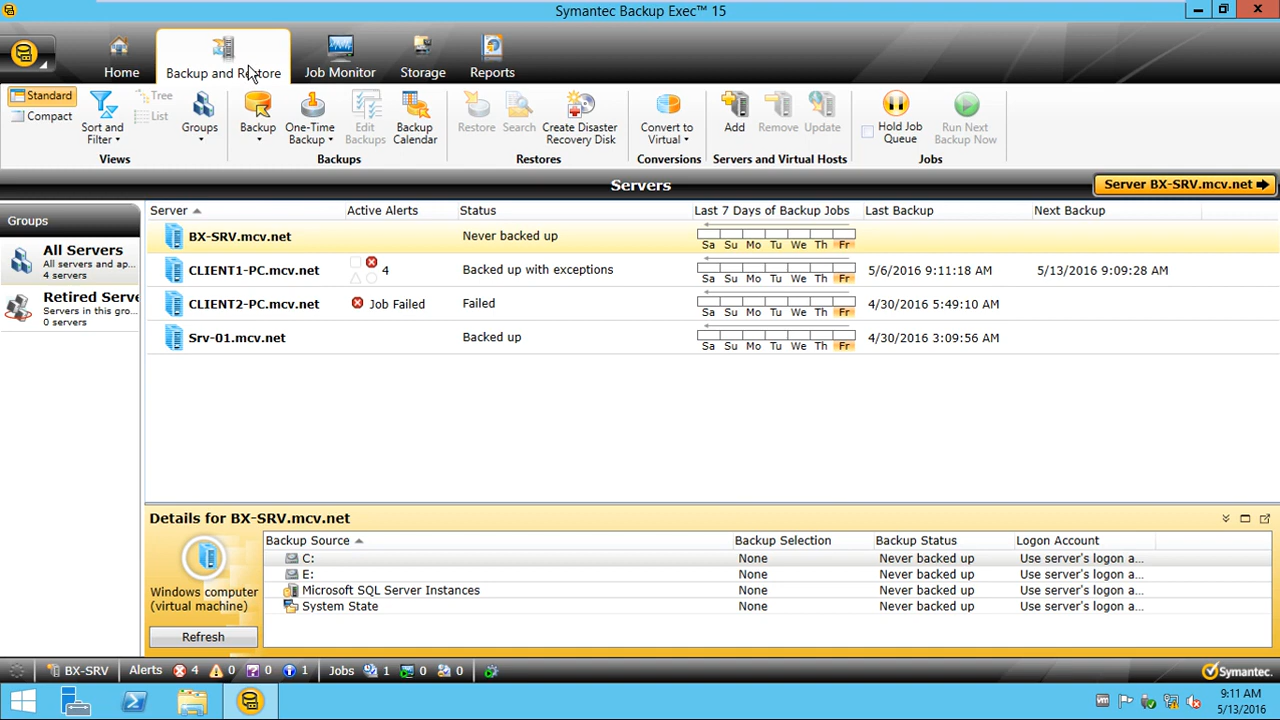 Symantec Backup Exec™ 15
Home
Backup and Restore
Job Monitor
Storage
Reports
Standard
Compact
Sort and Filter
Tree
List
Groups
Views
Backup
One-Time Backup
Edit Backups
Backup Calendar
Backups
Restore
Search
Create Disaster Recovery Disk
Restores
Convert to Virtual
Conversions
Add
Remove
Update
Servers and Virtual Hosts
Hold Job Queue
Run Next Backup Now
Jobs
Servers
Server BX-SRV.mcv.net
Groups
All Servers
All servers and ap...
4 servers
Retired Serve
Servers in this gro...
0 servers
Server Active Alerts Status Last 7 Days of Backup Jobs Last Backup Next Backup
BX-SRV.mcv.net Never backed up
Sa Su Mo Tu We Th Fr
CLIENT1-PC.mcv.net 4 Backed up with exceptions 5/6/2016 9:11:18 AM 5/13/2016 9:09:28 AM
Sa Su Mo Tu We Th Fr
CLIENT2-PC.mcv.net Job Failed Failed 4/30/2016 5:49:10 AM
Sa Su Mo Tu We Th Fr
Srv-01.mcv.net Backed up 4/30/2016 3:09:56 AM
Sa Su Mo Tu We Th Fr
Details for BX-SRV.mcv.net
Windows computer
(virtual machine)
Refresh
Backup Source Backup Selection Backup Status Logon Account
C: None Never backed up Use server's logon a...
E: None Never backed up Use server's logon a...
Microsoft SQL Server Instances None Never backed up Use server's logon a...
System State None Never backed up Use server's logon a...
BX-SRV Alerts 4 0 0 1 Jobs 1 0 0
Symantec.
9:11 AM
5/13/2016